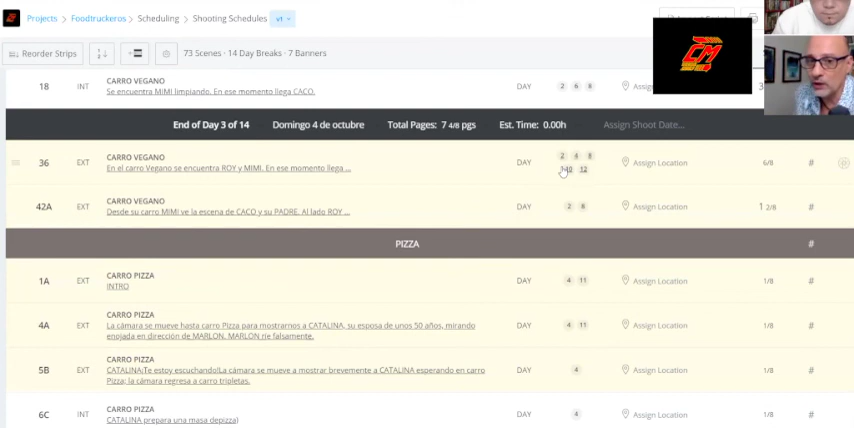 Projects > Foodtruckeros > Scheduling > Shooting Schedules v1
Reorder Strips 73 Scenes · 14 Day Breaks · 7 Banners
CM
18 INT CARRO VEGANO DAY 2 6 8
Se encuentra MIMI limpiando. En ese momento llega CACO.
End of Day 3 of 14 Domingo 4 de octubre Total Pages: 7 4/8 pgs Est. Time: 0.00h Assign Shoot Date...
36 EXT CARRO VEGANO DAY 2 4 8 Assign Location 6/8 #
En el carro Vegano se encuentra ROY y MIMI. En ese momento llega ...
10 12
42A EXT CARRO VEGANO DAY 2 8 Assign Location 1 2/8 #
Desde su carro MIMI ve la escena de CACO y su PADRE. Al lado ROY ...
PIZZA #
1A EXT CARRO PIZZA DAY 4 11 Assign Location 1/8 #
INTRO
4A EXT CARRO PIZZA DAY 4 11 Assign Location 1/8 #
La cámara se mueve hasta carro Pizza para mostrarnos a CATALINA, su esposa de unos 50 años, mirando
enojada en dirección de MARLON. MARLON ríe falsamente.
5B EXT CARRO PIZZA DAY 4 Assign Location 1/8 #
CATALINA¡Te estoy escuchando!La cámara se mueve a mostrar brevemente a CATALINA esperando en carro
Pizza; la cámara regresa a carro tripletas.
6C INT CARRO PIZZA DAY 4 Assign Location 1/8 #
CATALINA prepara una masa depizza)